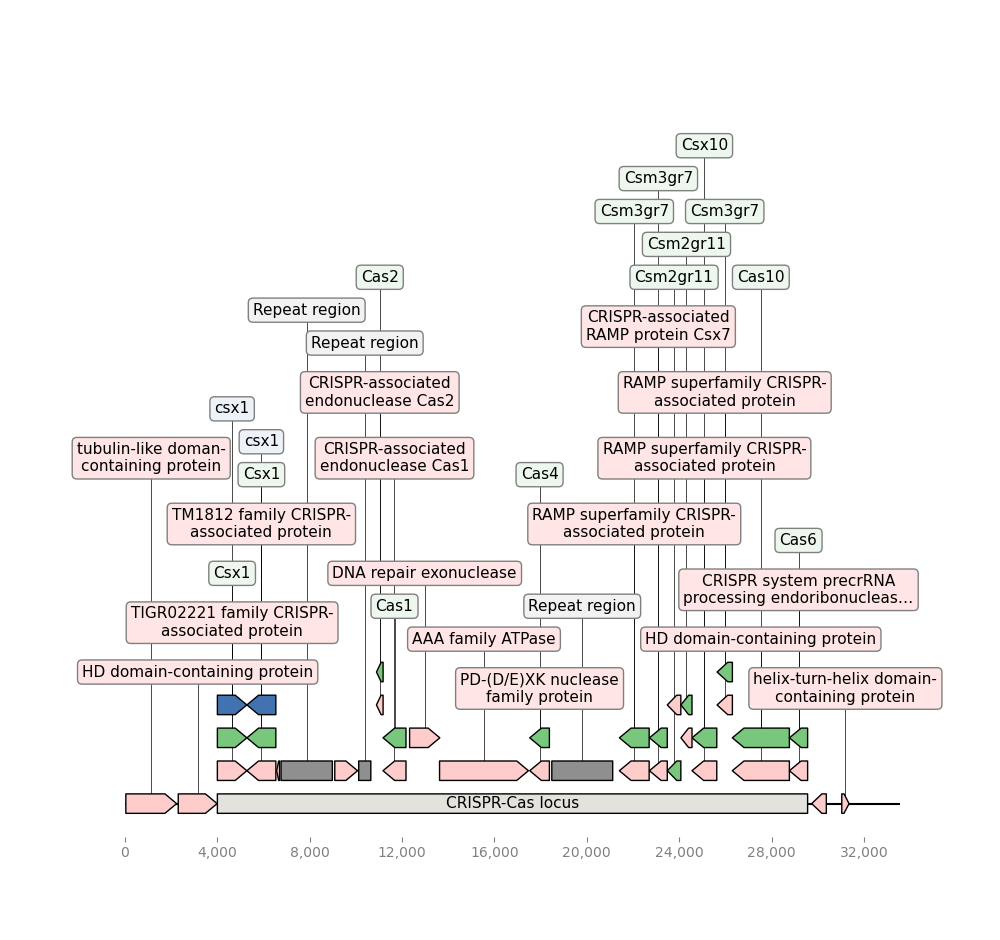 Csx10
Csm3gr7
Csm3gr7
Csm3gr7
Csm2gr11
Cas2
Csm2gr11
Cas10
Repeat region
CRISPR-associated
RAMP protein Csx7
Repeat region
CRISPR-associated
endonuclease Cas2
RAMP superfamily CRISPR-
associated protein
csx1
csx1
tubulin-like doman-
containing protein
CRISPR-associated
endonuclease Cas1
RAMP superfamily CRISPR-
associated protein
Csx1
Cas4
TM1812 family CRISPR-
associated protein
RAMP superfamily CRISPR-
associated protein
Cas6
Csx1
DNA repair exonuclease
CRISPR system precrRNA
processing endoribonucleas...
Cas1
Repeat region
TIGR02221 family CRISPR-
associated protein
AAA family ATPase
HD domain-containing protein
HD domain-containing protein
PD-(D/E)XK nuclease
family protein
helix-turn-helix domain-
containing protein
CRISPR-Cas locus
0
4,000
8,000
12,000
16,000
20,000
24,000
28,000
32,000